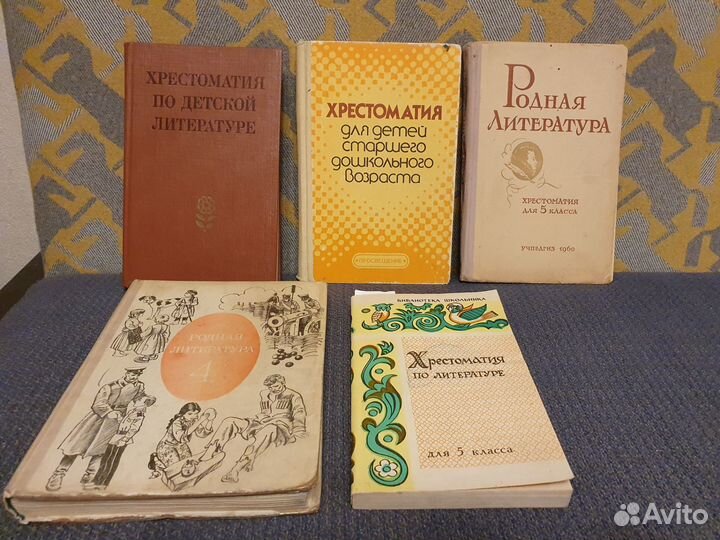 ХРЕСТОМАТИЯ
ПО ДЕТСКОЙ
ЛИТЕРАТУРЕ
ХРЕСТОМАТИЯ
для детей
старшего
дошкольного
возраста
ПРОСВЕЩЕНИЕ
РОДНАЯ
ЛИТЕРАТУРА
ХРЕСТОМАТИЯ
ДЛЯ 5 КЛАССА
УЧПЕДГИЗ 1960
РОДНАЯ
ЛИТЕРАТУРА
4
БИБЛИОТЕКА ШКОЛЬНИКА
Хрестоматия
ПО ЛИТЕРАТУРЕ
для 5 класса
Avito